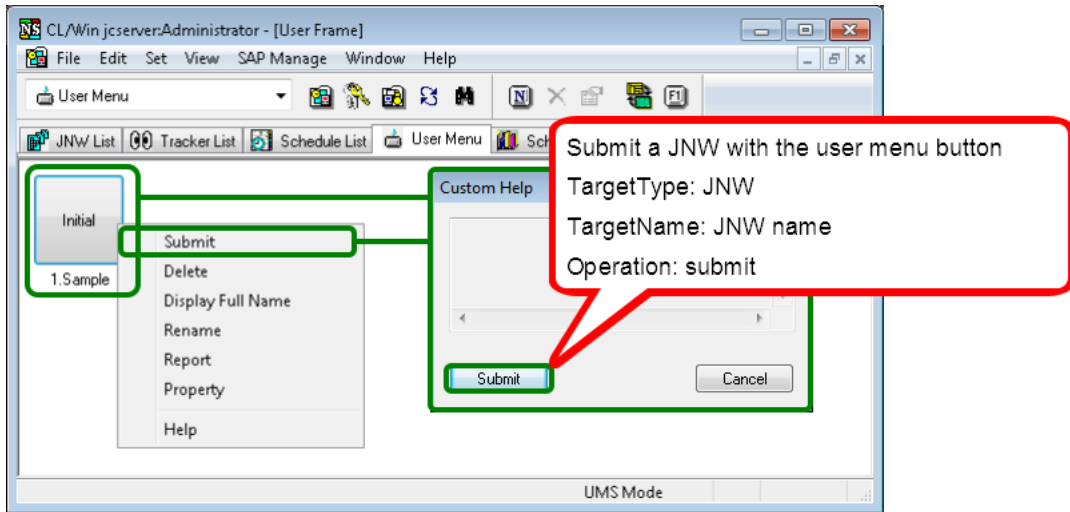 CL/Win jcserver:Administrator - [User Frame]
File Edit Set View SAP Manage Window Help
User Menu
JNW List Tracker List Schedule List User Menu Sch
Submit a JNW with the user menu button
TargetType: JNW
TargetName: JNW name
Operation: submit
Custom Help
Initial
1.Sample
Submit
Delete
Display Full Name
Rename
Report
Property
Help
Submit Cancel
UMS Mode